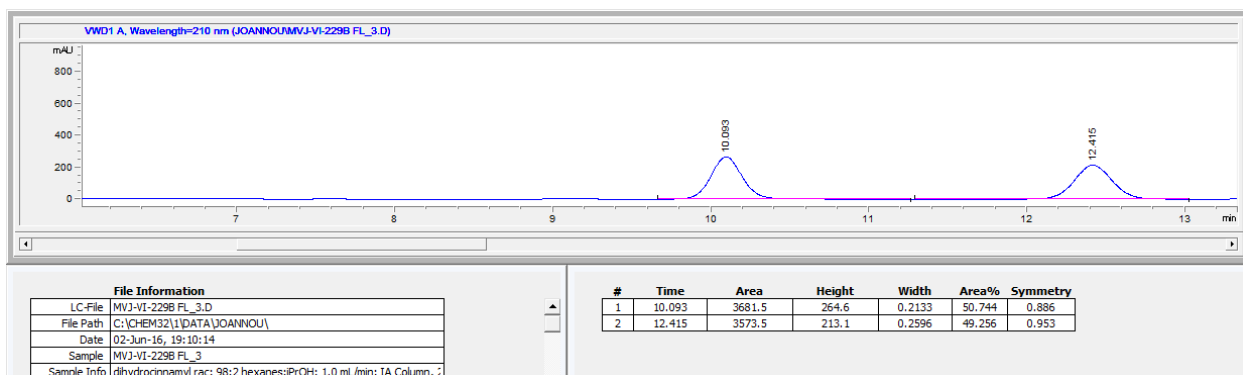 VWD1 A, Wavelength=210 nm (JOANNOU\MVJ-VI-229B FL_3.D)
mAU
800
600
400
200
0
10.093
12.415
7 8 9 10 11 12 13 min
File Information
LC-File MVJ-VI-229B FL_3.D
File Path C:\CHEM32\1\DATA\JOANNOU\
Date 02-Jun-16, 19:10:14
Sample MVJ-VI-229B FL_3
Sample Info dihydrocinnamyl rac; 98:2 hexanes:iPrOH; 1.0 mL/min; IA Column,
# Time Area Height Width Area% Symmetry
1 10.093 3681.5 264.6 0.2133 50.744 0.886
2 12.415 3573.5 213.1 0.2596 49.256 0.953